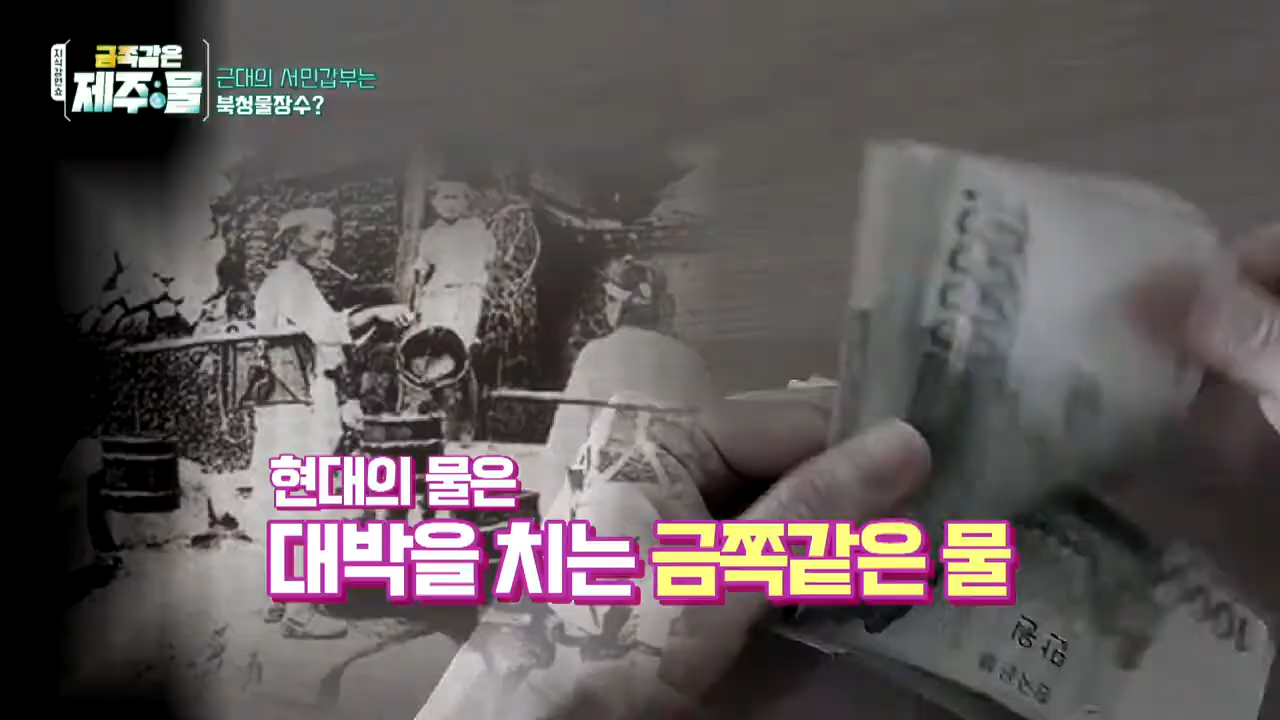 지식강연쇼
금쪽같은
제주:물
근대의 서민갑부는
북청물장수?
현대의 물은
대박을 치는 금쪽같은 물
만원